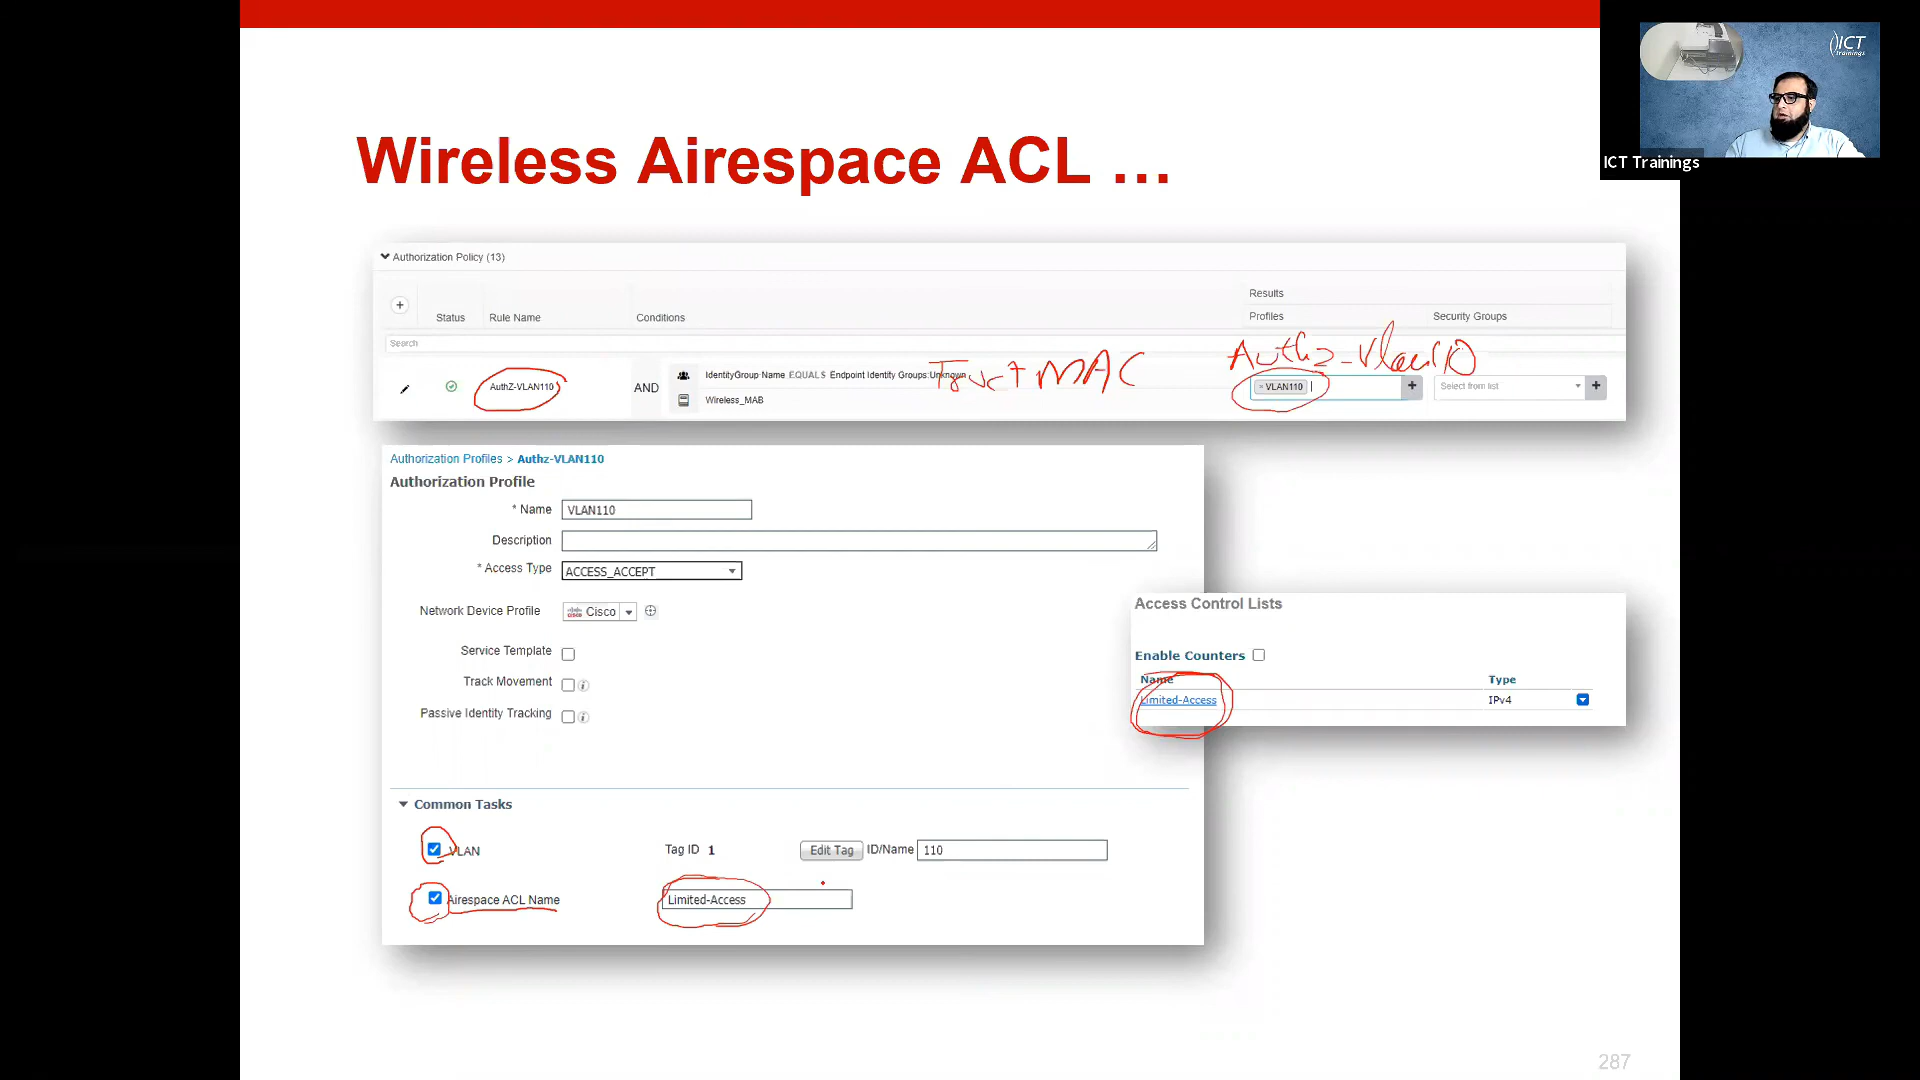 ICT
trainings
ICT Trainings
Wireless Airespace ACL ...
Authorization Policy (13)
+
Status
Rule Name
Conditions
Results
Profiles
Security Groups
Search
AuthZ-VLAN110
AND
IdentityGroup·Name EQUALS Endpoint Identity Groups:Unknown
Wireless_MAB
Trust MAC
Authz-Vlan110
× VLAN110
+
Select from list
+
Authorization Profiles > Authz-VLAN110
Authorization Profile
* Name VLAN110
Description
* Access Type ACCESS_ACCEPT
Network Device Profile Cisco
Service Template
Track Movement
Passive Identity Tracking
Common Tasks
VLAN Tag ID 1 Edit Tag ID/Name 110
Airespace ACL Name Limited-Access
Access Control Lists
Enable Counters
Name Type
Limited-Access IPv4
287